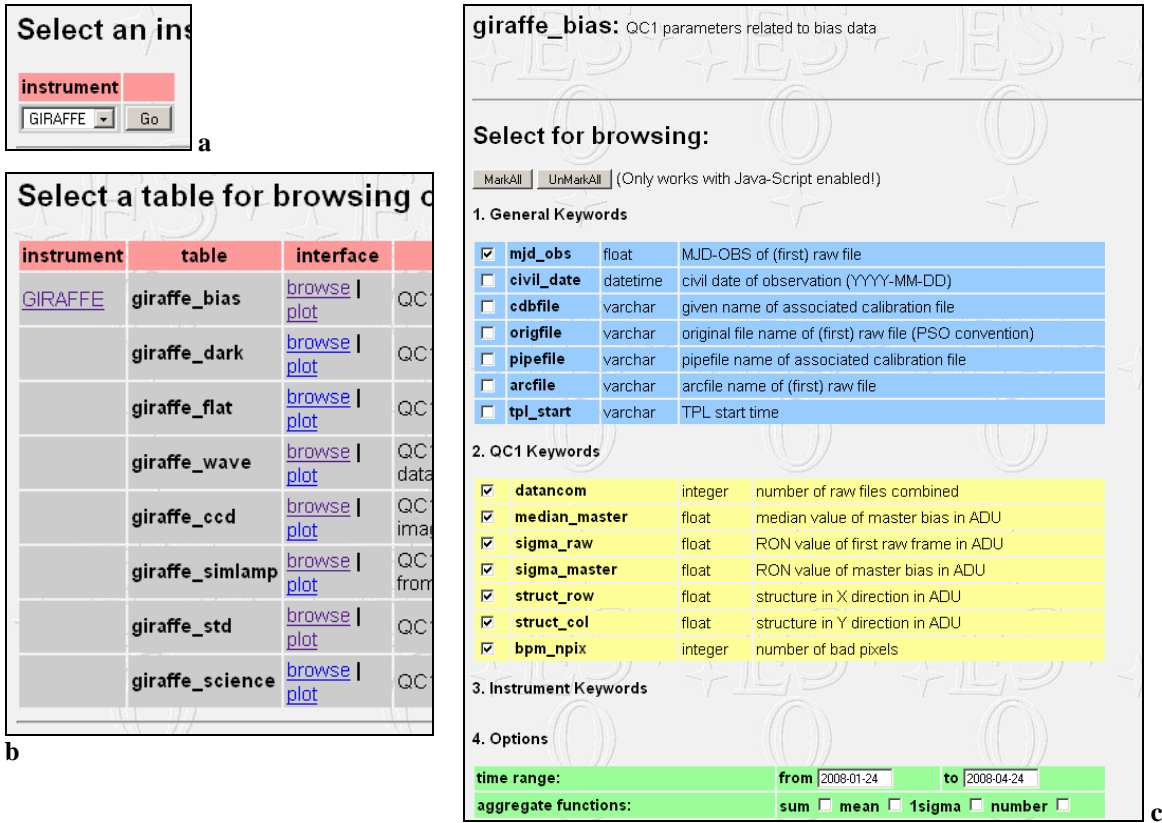 Select an ins
instrument
GIRAFFE Go
a
Select a table for browsing o
instrument table interface
GIRAFFE giraffe_bias browse | plot QC1
giraffe_dark browse | plot QC
giraffe_flat browse | plot QC
giraffe_wave browse | plot QC1 data
giraffe_ccd browse | plot QC1 imag
giraffe_simlamp browse | plot QC1 from
giraffe_std browse | plot QC1
giraffe_science browse | plot QC1
b
giraffe_bias: QC1 parameters related to bias data
Select for browsing:
MarkAll UnMarkAll (Only works with Java-Script enabled!)
1. General Keywords
mjd_obs float MJD-OBS of (first) raw file
civil_date datetime civil date of observation (YYYY-MM-DD)
cdbfile varchar given name of associated calibration file
origfile varchar original file name of (first) raw file (PSO convention)
pipefile varchar pipefile name of associated calibration file
arcfile varchar arcfile name of (first) raw file
tpl_start varchar TPL start time
2. QC1 Keywords
datancom integer number of raw files combined
median_master float median value of master bias in ADU
sigma_raw float RON value of first raw frame in ADU
sigma_master float RON value of master bias in ADU
struct_row float structure in X direction in ADU
struct_col float structure in Y direction in ADU
bpm_npix integer number of bad pixels
3. Instrument Keywords
4. Options
time range: from 2008-01-24 to 2008-04-24
aggregate functions: sum mean 1sigma number
c